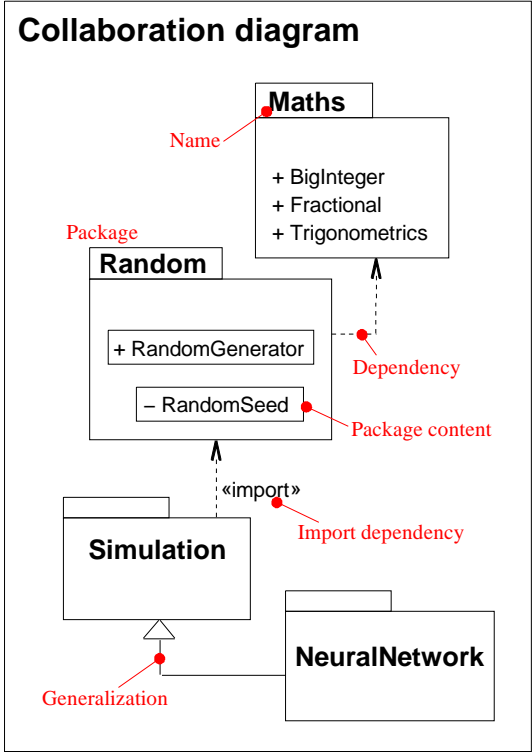 Collaboration diagram
Maths
Name
+ BigInteger
+ Fractional
+ Trigonometrics
Package
Random
+ RandomGenerator
Dependency
– RandomSeed
Package content
«import»
Import dependency
Simulation
NeuralNetwork
Generalization